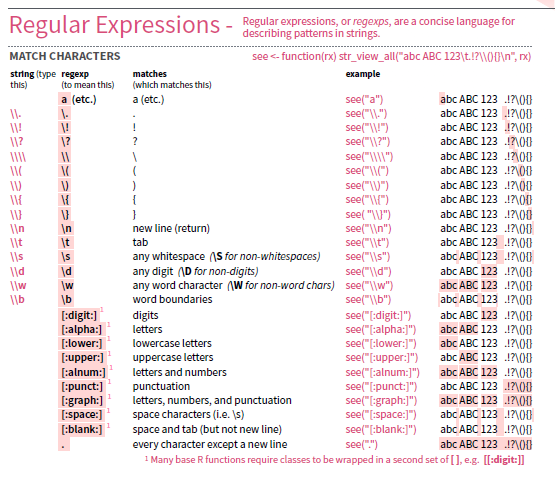 Regular Expressions - Regular expressions, or regexps, are a concise language for
describing patterns in strings.
MATCH CHARACTERS see <- function(rx) str_view_all("abc ABC 123\t.!?\\(){}\n", rx)
string (type regexp matches example
this) (to mean this) (which matches this)
a (etc.) a (etc.) see("a") abc ABC 123 .!?\(){}
\\. \. . see("\\.") abc ABC 123 .!?\(){}
\\! \! ! see("\\!") abc ABC 123 .!?\(){}
\\? \? ? see("\\?") abc ABC 123 .!?\(){}
\\\\ \\ \ see("\\\\") abc ABC 123 .!?\(){}
\\( \( ( see("\\(") abc ABC 123 .!?\(){}
\\) \) ) see("\\)") abc ABC 123 .!?\(){}
\\{ \{ { see("\\{") abc ABC 123 .!?\(){}
\\} \} } see( "\\}") abc ABC 123 .!?\(){}
\\n \n new line (return) see("\\n") abc ABC 123 .!?\(){}
\\t \t tab see("\\t") abc ABC 123 .!?\(){}
\\s \s any whitespace (\S for non-whitespaces) see("\\s") abc ABC 123 .!?\(){}
\\d \d any digit (\D for non-digits) see("\\d") abc ABC 123 .!?\(){}
\\w \w any word character (\W for non-word chars) see("\\w") abc ABC 123 .!?\(){}
\\b \b word boundaries see("\\b") abc ABC 123 .!?\(){}
[:digit:] 1 digits see("[:digit:]") abc ABC 123 .!?\(){}
[:alpha:] 1 letters see("[:alpha:]") abc ABC 123 .!?\(){}
[:lower:] 1 lowercase letters see("[:lower:]") abc ABC 123 .!?\(){}
[:upper:] 1 uppercase letters see("[:upper:]") abc ABC 123 .!?\(){}
[:alnum:] 1 letters and numbers see("[:alnum:]") abc ABC 123 .!?\(){}
[:punct:] 1 punctuation see("[:punct:]") abc ABC 123 .!?\(){}
[:graph:] 1 letters, numbers, and punctuation see("[:graph:]") abc ABC 123 .!?\(){}
[:space:] 1 space characters (i.e. \s) see("[:space:]") abc ABC 123 .!?\(){}
[:blank:] 1 space and tab (but not new line) see("[:blank:]") abc ABC 123 .!?\(){}
. every character except a new line see(".") abc ABC 123 .!?\(){}
1 Many base R functions require classes to be wrapped in a second set of [ ], e.g. [[:digit:]]